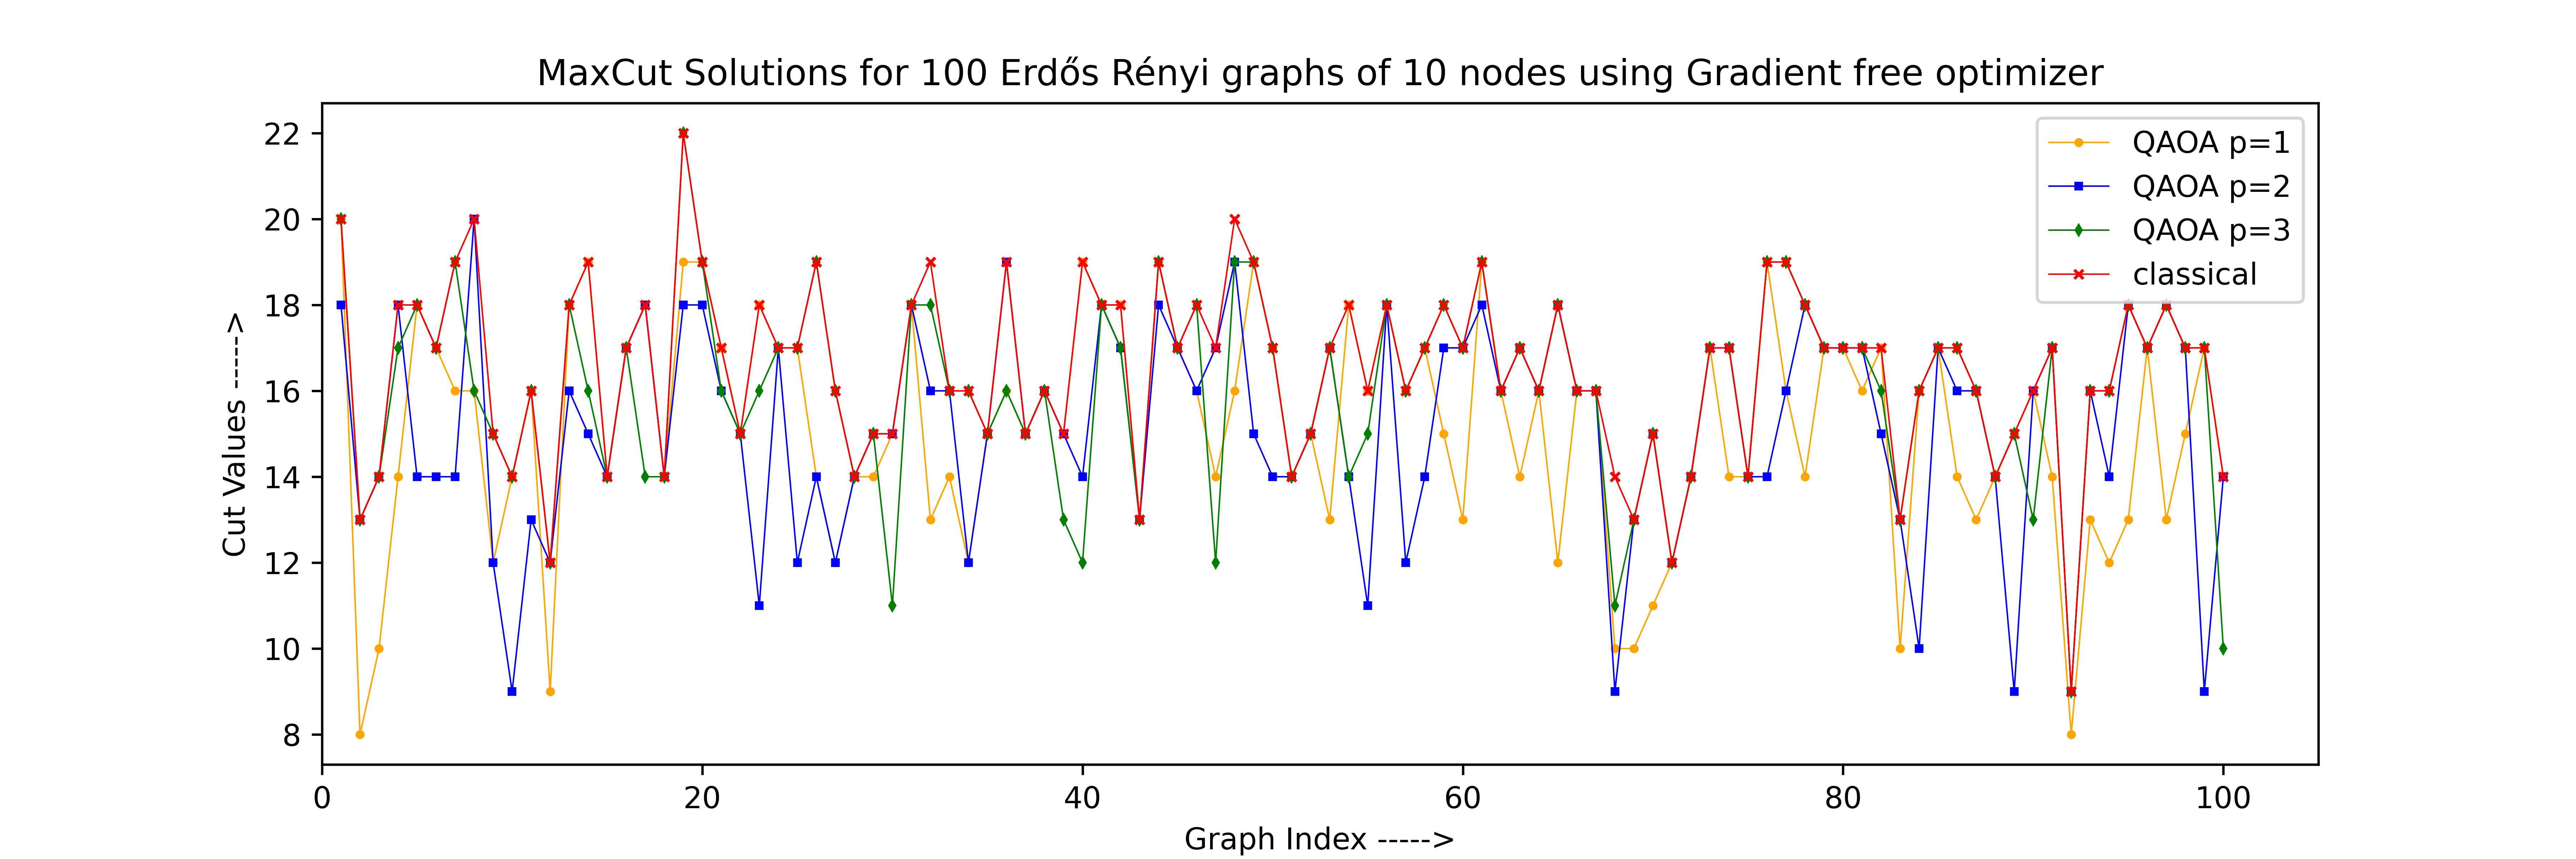 MaxCut Solutions for 100 Erdős Rényi graphs of 10 nodes using Gradient free optimizer
22
20
18
16
14
12
10
8
Cut Values ----->
QAOA p=1
QAOA p=2
QAOA p=3
classical
0 20 40 60 80 100
Graph Index ----->